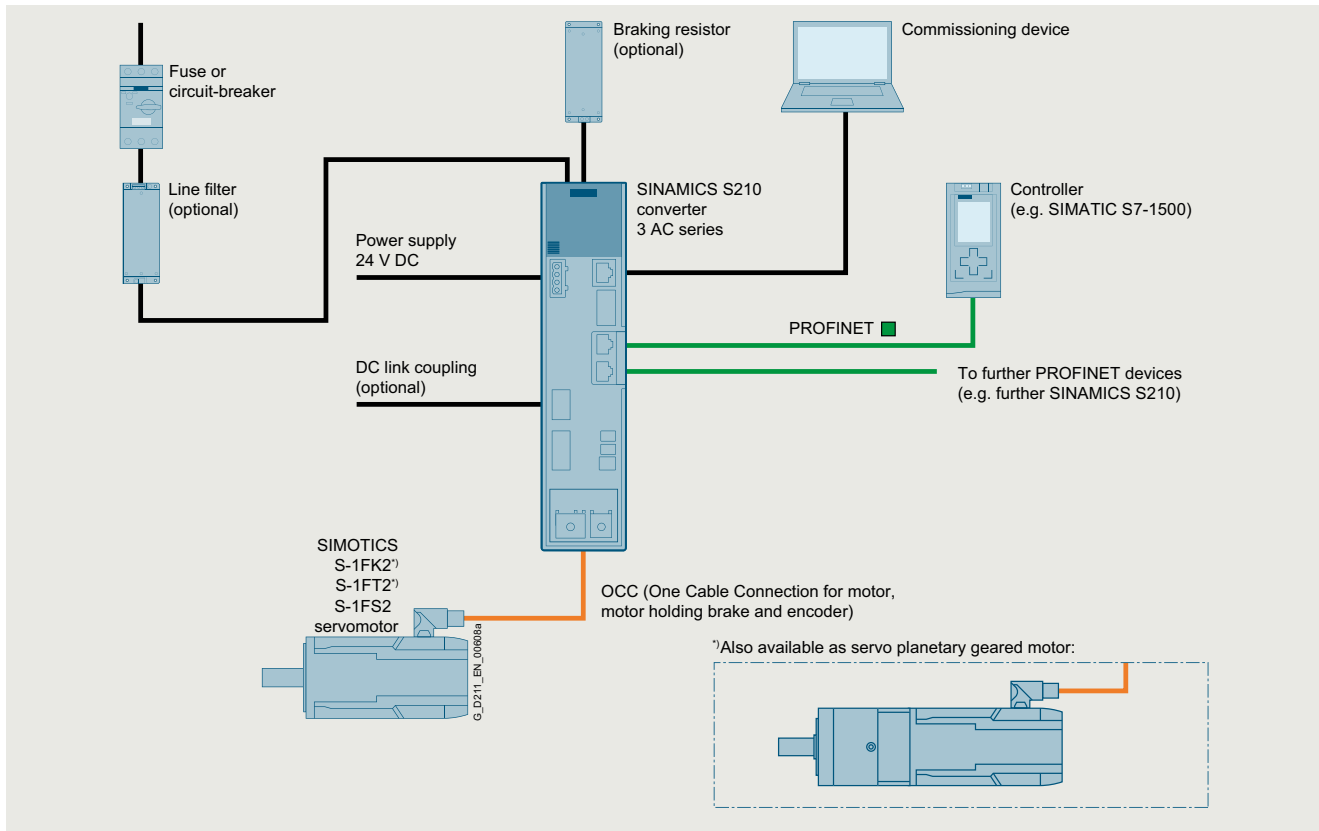 Fuse or
circuit-breaker
Line filter
(optional)
Braking resistor
(optional)
Commissioning device
SINAMICS S210
converter
3 AC series
Controller
(e.g. SIMATIC S7-1500)
Power supply
24 V DC
PROFINET
DC link coupling
(optional)
To further PROFINET devices
(e.g. further SINAMICS S210)
SIMOTICS
S-1FK2*)
S-1FT2*)
S-1FS2
servomotor
OCC (One Cable Connection for motor,
motor holding brake and encoder)
G_D211_EN_00608a
*)Also available as servo planetary geared motor: